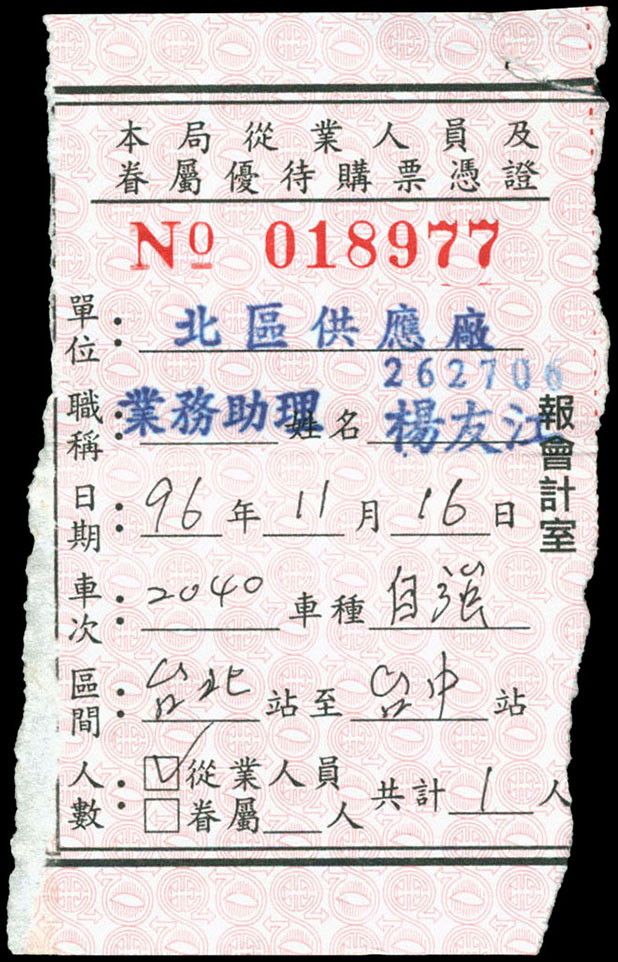 本局從業人員及
眷屬優待購票憑證
No 018977
單位：北區供應廠
262706
職稱：業務助理 姓名 楊友江
報會計室
日期：96年11月16日
車次：2040 車種 自強
區間：台北站至台中站
人數：☑從業人員
□眷屬__人 共計1人